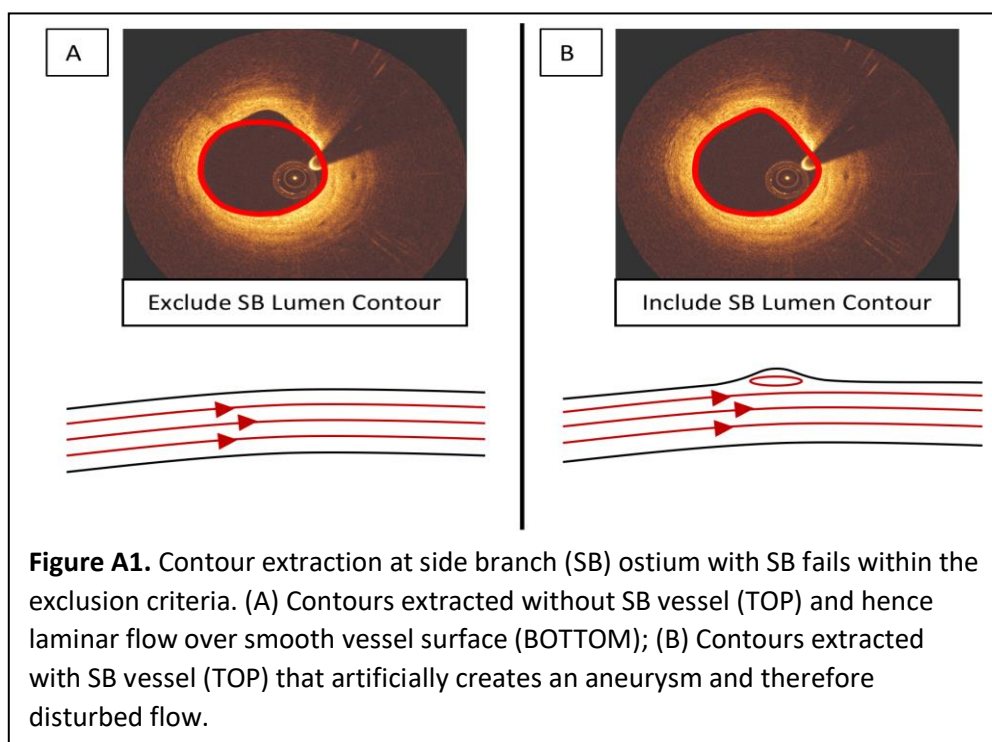 A
B
Exclude SB Lumen Contour
Include SB Lumen Contour
Figure A1. Contour extraction at side branch (SB) ostium with SB fails within the
exclusion criteria. (A) Contours extracted without SB vessel (TOP) and hence
laminar flow over smooth vessel surface (BOTTOM); (B) Contours extracted
with SB vessel (TOP) that artificially creates an aneurysm and therefore
disturbed flow.